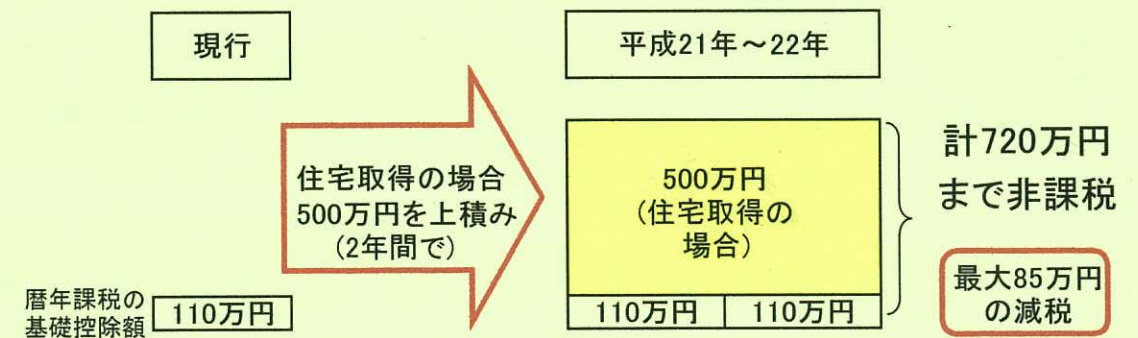 現行
平成21年～22年
住宅取得の場合
500万円を上積み
(2年間で)
500万円
(住宅取得の
場合)
計720万円
まで非課税
最大85万円
の減税
暦年課税の
基礎控除額
110万円
110万円
110万円